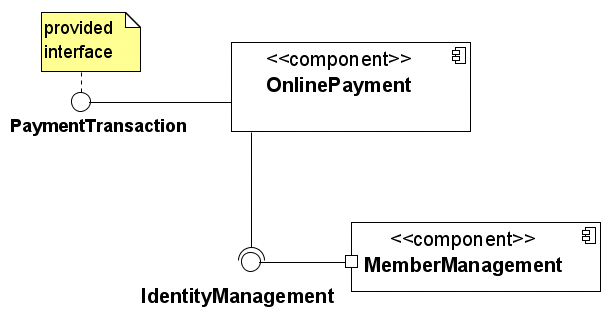 provided
interface
<<component>>
OnlinePayment
PaymentTransaction
<<component>>
MemberManagement
IdentityManagement